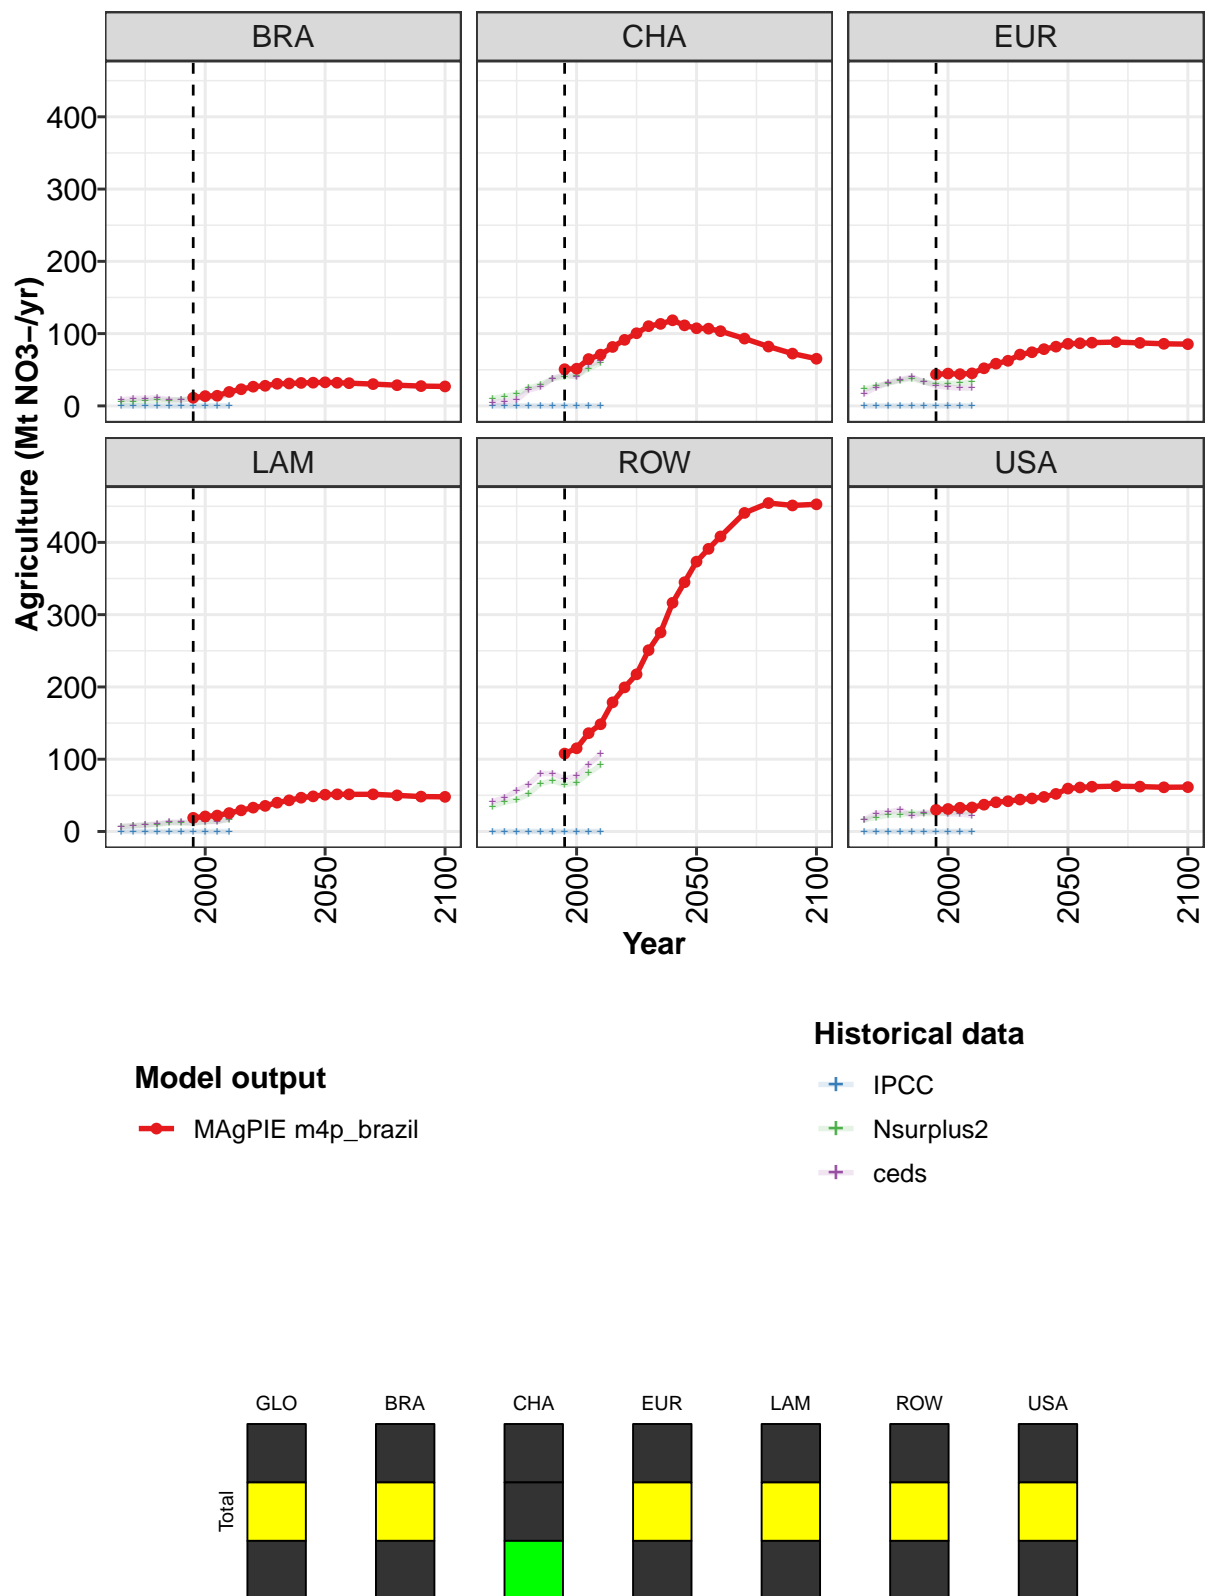 BRA
CHA
EUR
400
300
200
100
0
LAM
ROW
USA
400
300
200
100
0
Agriculture (Mt NO3−/yr)
2000
2050
2100
2000
2050
2100
2000
2050
2100
Year
Model output
MAgPIE m4p_brazil
Historical data
IPCC
Nsurplus2
ceds
GLO
BRA
CHA
EUR
LAM
ROW
USA
Total